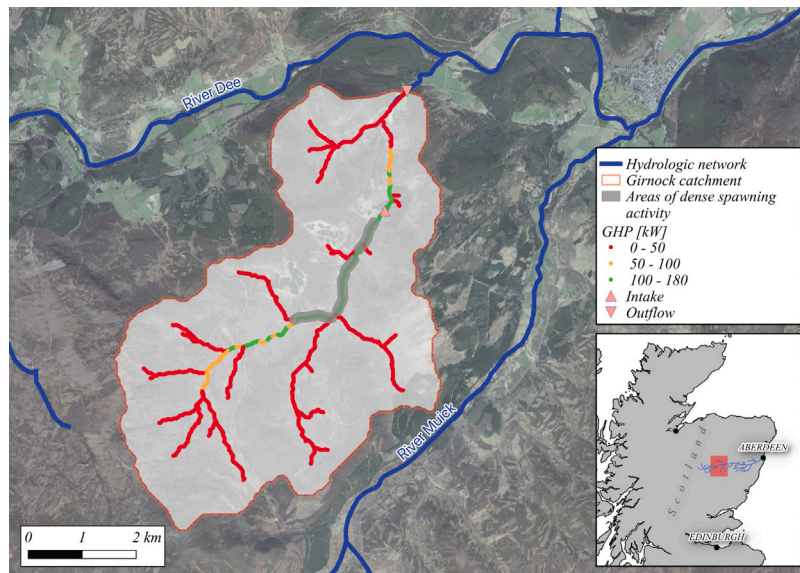 River Dee
River Muick
Hydrologic network
Girnock catchment
Areas of dense spawning
activity
GHP [kW]
0 - 50
50 - 100
100 - 180
Intake
Outflow
0 1 2 km
Scotland
ABERDEEN
EDINBURGH